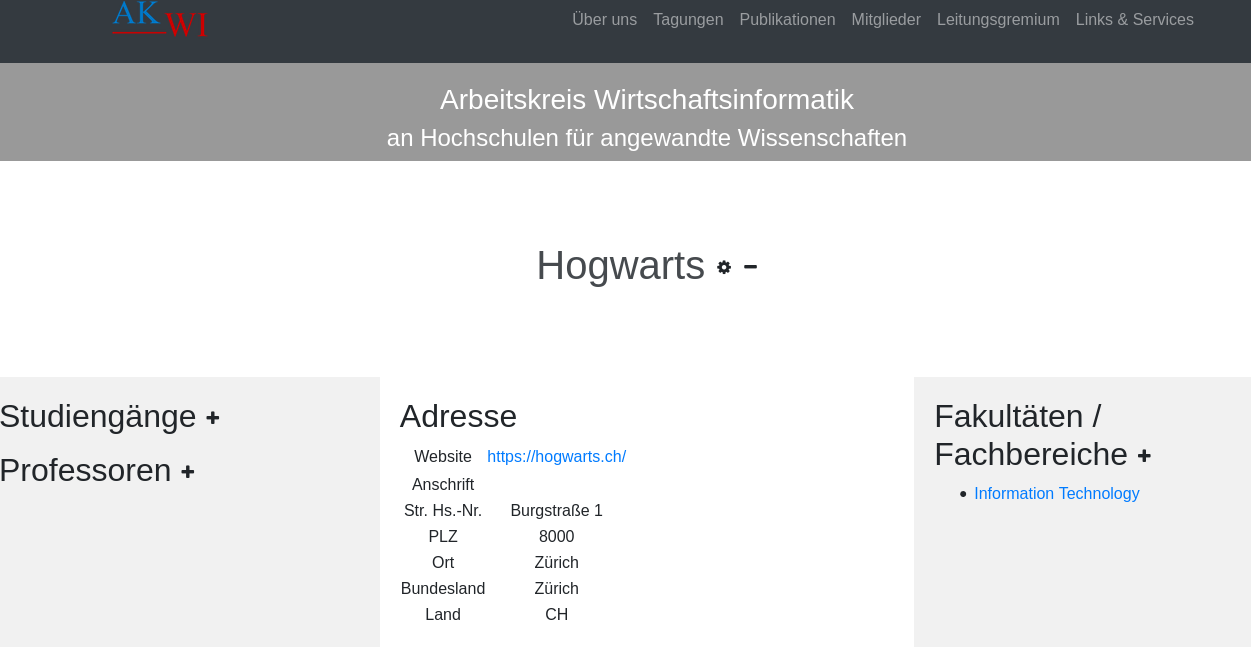 AK
WI
Über uns Tagungen Publikationen Mitglieder Leitungsgremium Links & Services
Arbeitskreis Wirtschaftsinformatik
an Hochschulen für angewandte Wissenschaften
Hogwarts
Studiengänge
Professoren
Adresse
Website https://hogwarts.ch/
Anschrift
Str. Hs.-Nr. Burgstraße 1
PLZ 8000
Ort Zürich
Bundesland Zürich
Land CH
Fakultäten /
Fachbereiche
• Information Technology